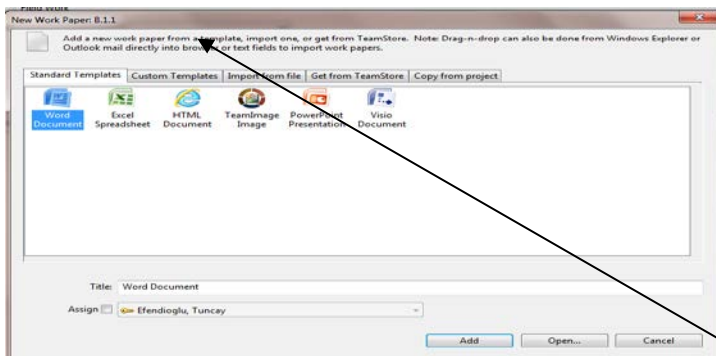 Field Work
New Work Paper: B.1.1
Add a new work paper from a template, import one, or get from TeamStore. Note: Drag-n-drop can also be done from Windows Explorer or
Outlook mail directly into browser or text fields to import work papers.
Standard Templates Custom Templates Import from file Get from TeamStore Copy from project
Word Document
Excel Spreadsheet
HTML Document
TeamImage Image
PowerPoint Presentation
Visio Document
Title: Word Document
Assign Efendioglu, Tuncay
Add Open... Cancel